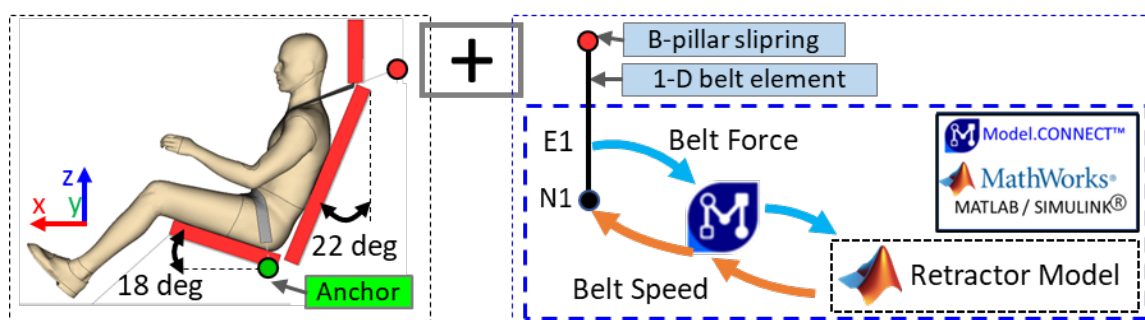 z
x y
22 deg
18 deg
Anchor
+
B-pillar slipring
1-D belt element
E1
Belt Force
N1
Belt Speed
Model.CONNECT™
MathWorks®
MATLAB / SIMULINK®
Retractor Model